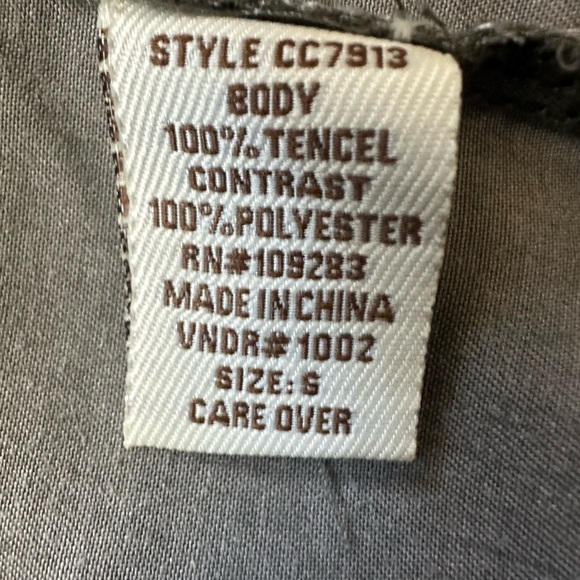 STYLE CC7913
BODY
100% TENCEL
CONTRAST
100% POLYESTER
RN#109283
MADE IN CHINA
VNDR# 1002
SIZE: S
CARE OVER